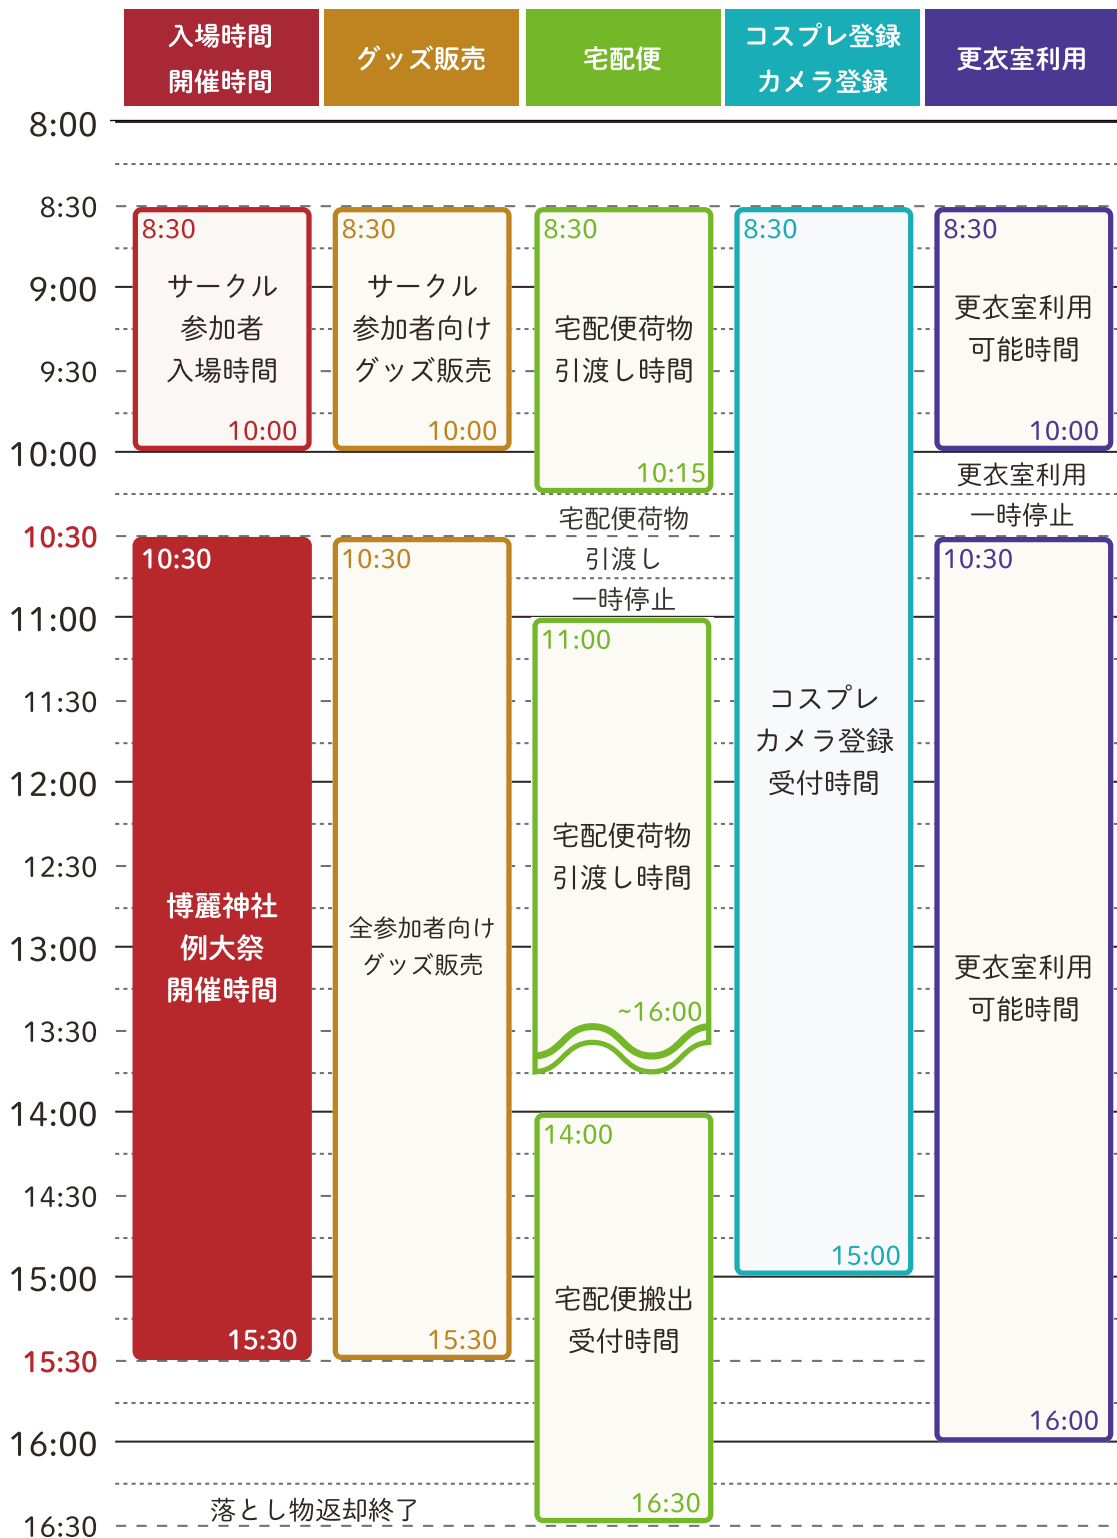 入場時間
開催時間
グッズ販売
宅配便
コスプレ登録
カメラ登録
更衣室利用
8:00
8:30
9:00
9:30
10:00
10:30
11:00
11:30
12:00
12:30
13:00
13:30
14:00
14:30
15:00
15:30
16:00
16:30
8:30
サークル
参加者
入場時間
10:00
10:30
博麗神社
例大祭
開催時間
15:30
落とし物返却終了
8:30
サークル
参加者向け
グッズ販売
10:00
10:30
全参加者向け
グッズ販売
15:30
8:30
宅配便荷物
引渡し時間
10:15
宅配便荷物
引渡し
一時停止
11:00
宅配便荷物
引渡し時間
~16:00
14:00
宅配便搬出
受付時間
16:30
8:30
コスプレ
カメラ登録
受付時間
15:00
8:30
更衣室利用
可能時間
10:00
更衣室利用
一時停止
10:30
更衣室利用
可能時間
16:00